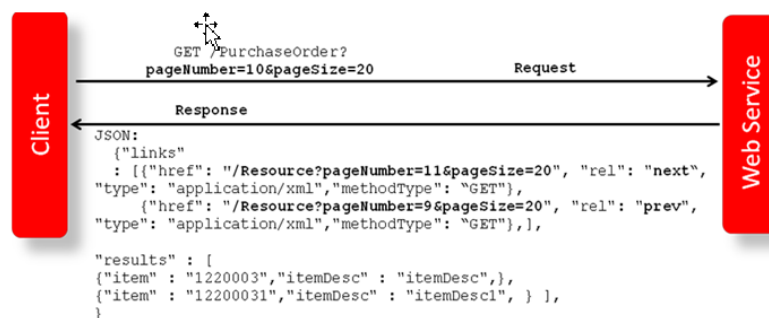 Client
GET /PurchaseOrder?
pageNumber=10&pageSize=20
Request
Response
JSON:
{"links"
: [{"href": "/Resource?pageNumber=11&pageSize=20", "rel": "next“,
"type": "application/xml","methodType": “GET"},
{"href": "/Resource?pageNumber=9&pageSize=20", "rel": "prev",
"type": "application/xml","methodType": “GET"},],
"results" : [
{"item" : "1220003","itemDesc" : "itemDesc",},
{"item" : "12200031","itemDesc" : "itemDesc1", } ],
}
Web Service